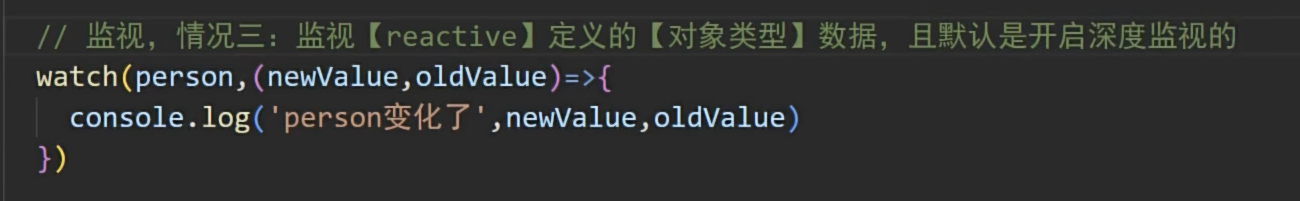 // 监视，情况三：监视【reactive】定义的【对象类型】数据，且默认是开启深度监视的
watch(person,(newValue,oldValue)=>{
  console.log('person变化了',newValue,oldValue)
})